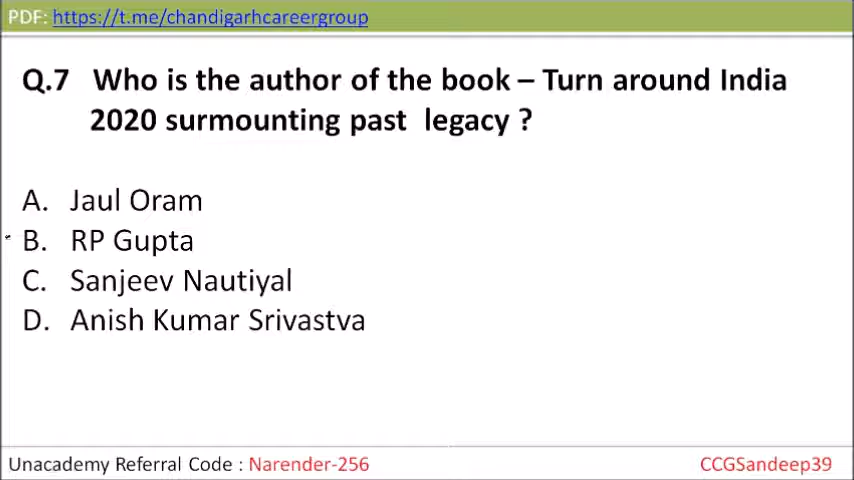 PDF: https://t.me/chandigarhcareergroup
Q.7 Who is the author of the book – Turn around India
2020 surmounting past legacy ?
A. Jaul Oram
B. RP Gupta
C. Sanjeev Nautiyal
D. Anish Kumar Srivastva
Unacademy Referral Code : Narender-256
CCGSandeep39